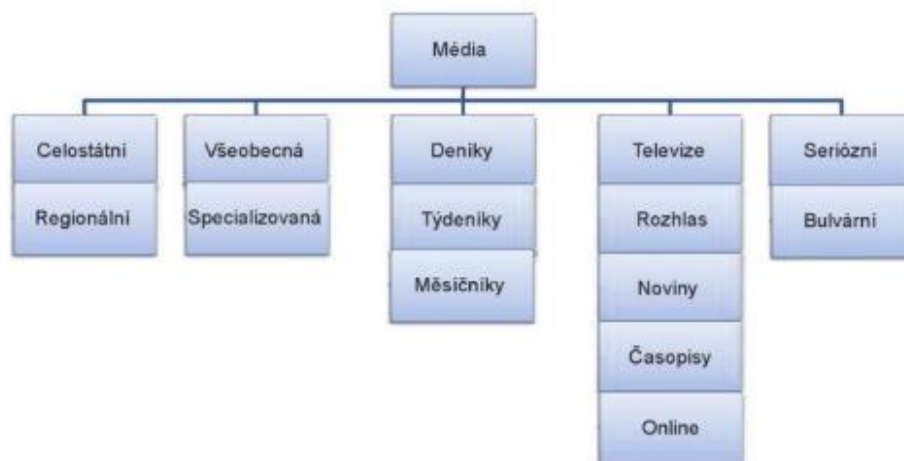 Média
Celostátní
Regionální
Všeobecná
Specializovaná
Deníky
Týdeníky
Měsíčníky
Televize
Rozhlas
Noviny
Časopisy
Online
Seriózní
Bulvární